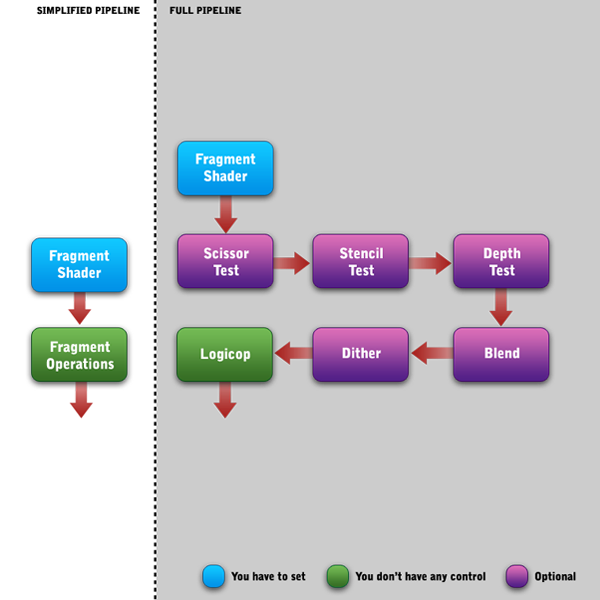 SIMPLIFIED PIPELINE
FULL PIPELINE
Fragment
Shader
Fragment
Operations
Fragment
Shader
Scissor
Test
Stencil
Test
Depth
Test
Logicop
Dither
Blend
You have to set
You don't have any control
Optional